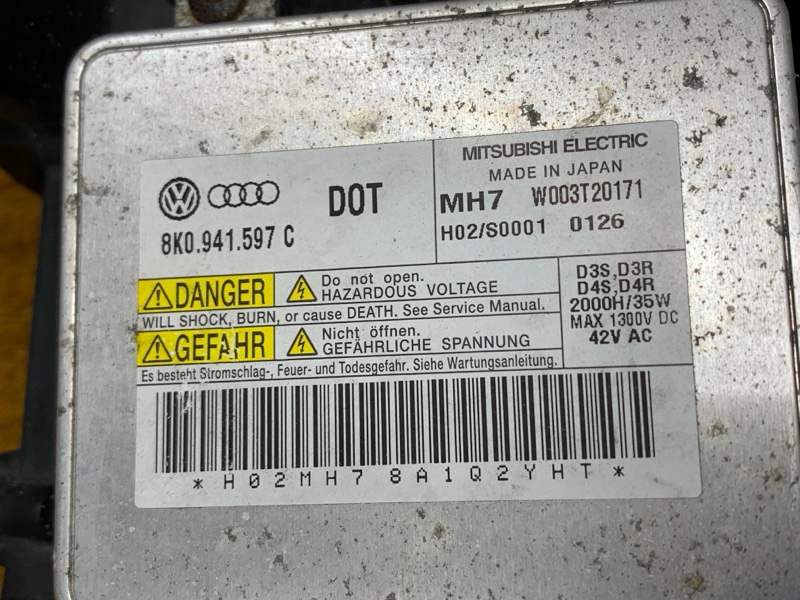 DOT
8K0.941.597 C
MITSUBISHI ELECTRIC
MADE IN JAPAN
MH7 W003T20171
H02/S0001 0126
DANGER
Do not open.
HAZARDOUS VOLTAGE
WILL SHOCK, BURN, or cause DEATH. See Service Manual.
GEFAHR
Nicht öffnen.
GEFÄHRLICHE SPANNUNG
Es besteht Stromschlag-, Feuer- und Todesgefahr. Siehe Wartungsanleitung.
D3S,D3R
D4S,D4R
2000H/35W
MAX 1300V DC
42V AC
*H02MH78A1Q2YHT*